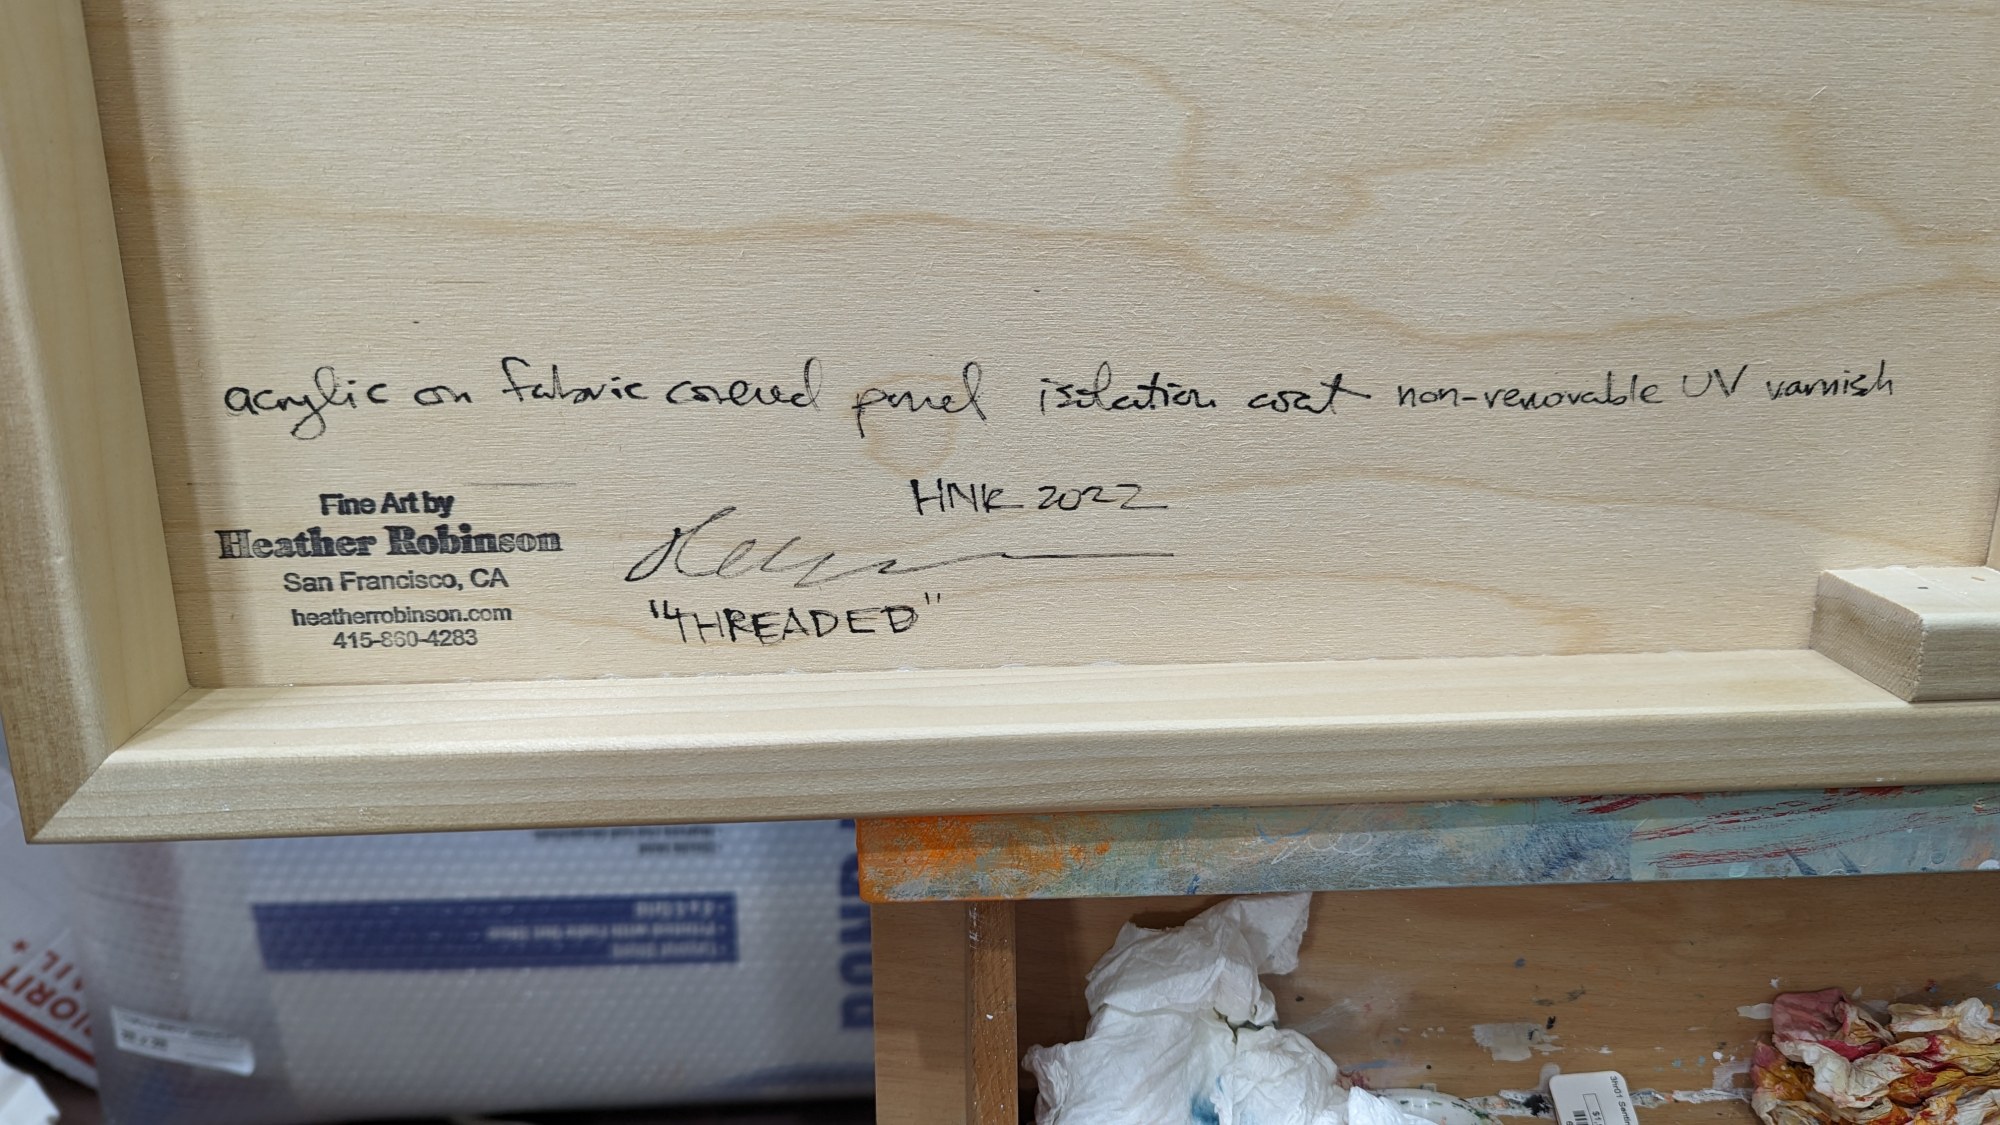 acrylic on fabric covered panel isolation coat non-removable UV varnish
Fine Art by
Heather Robinson
San Francisco, CA
heatherrobinson.com
415-860-4283
HNR 2022
"THREADED"